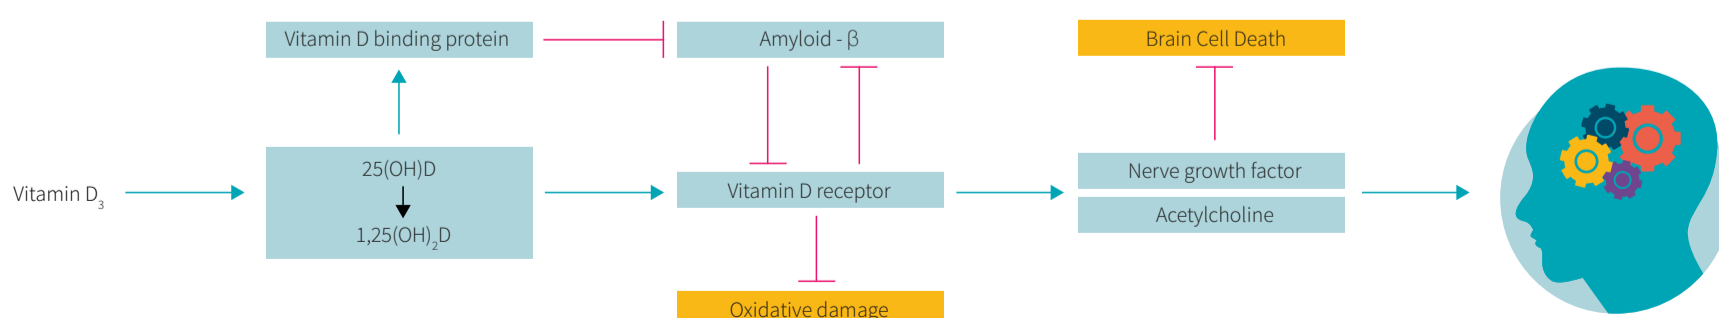 Vitamin D binding protein
Amyloid - β
Brain Cell Death
25(OH)D
Nerve growth factor
Vitamin D₃
Vitamin D receptor
Acetylcholine
1,25(OH)₂D
Oxidative damage